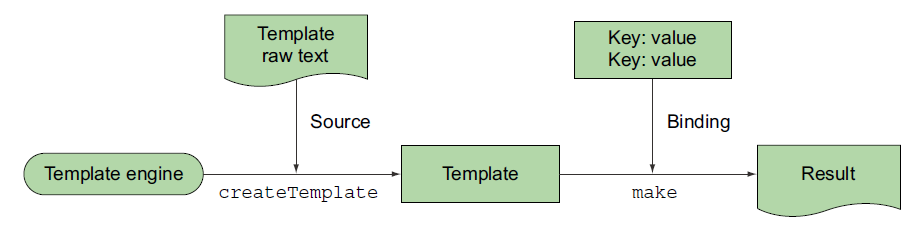 Template
raw text
Key: value
Key: value
Source
Binding
Template engine
createTemplate
Template
make
Result